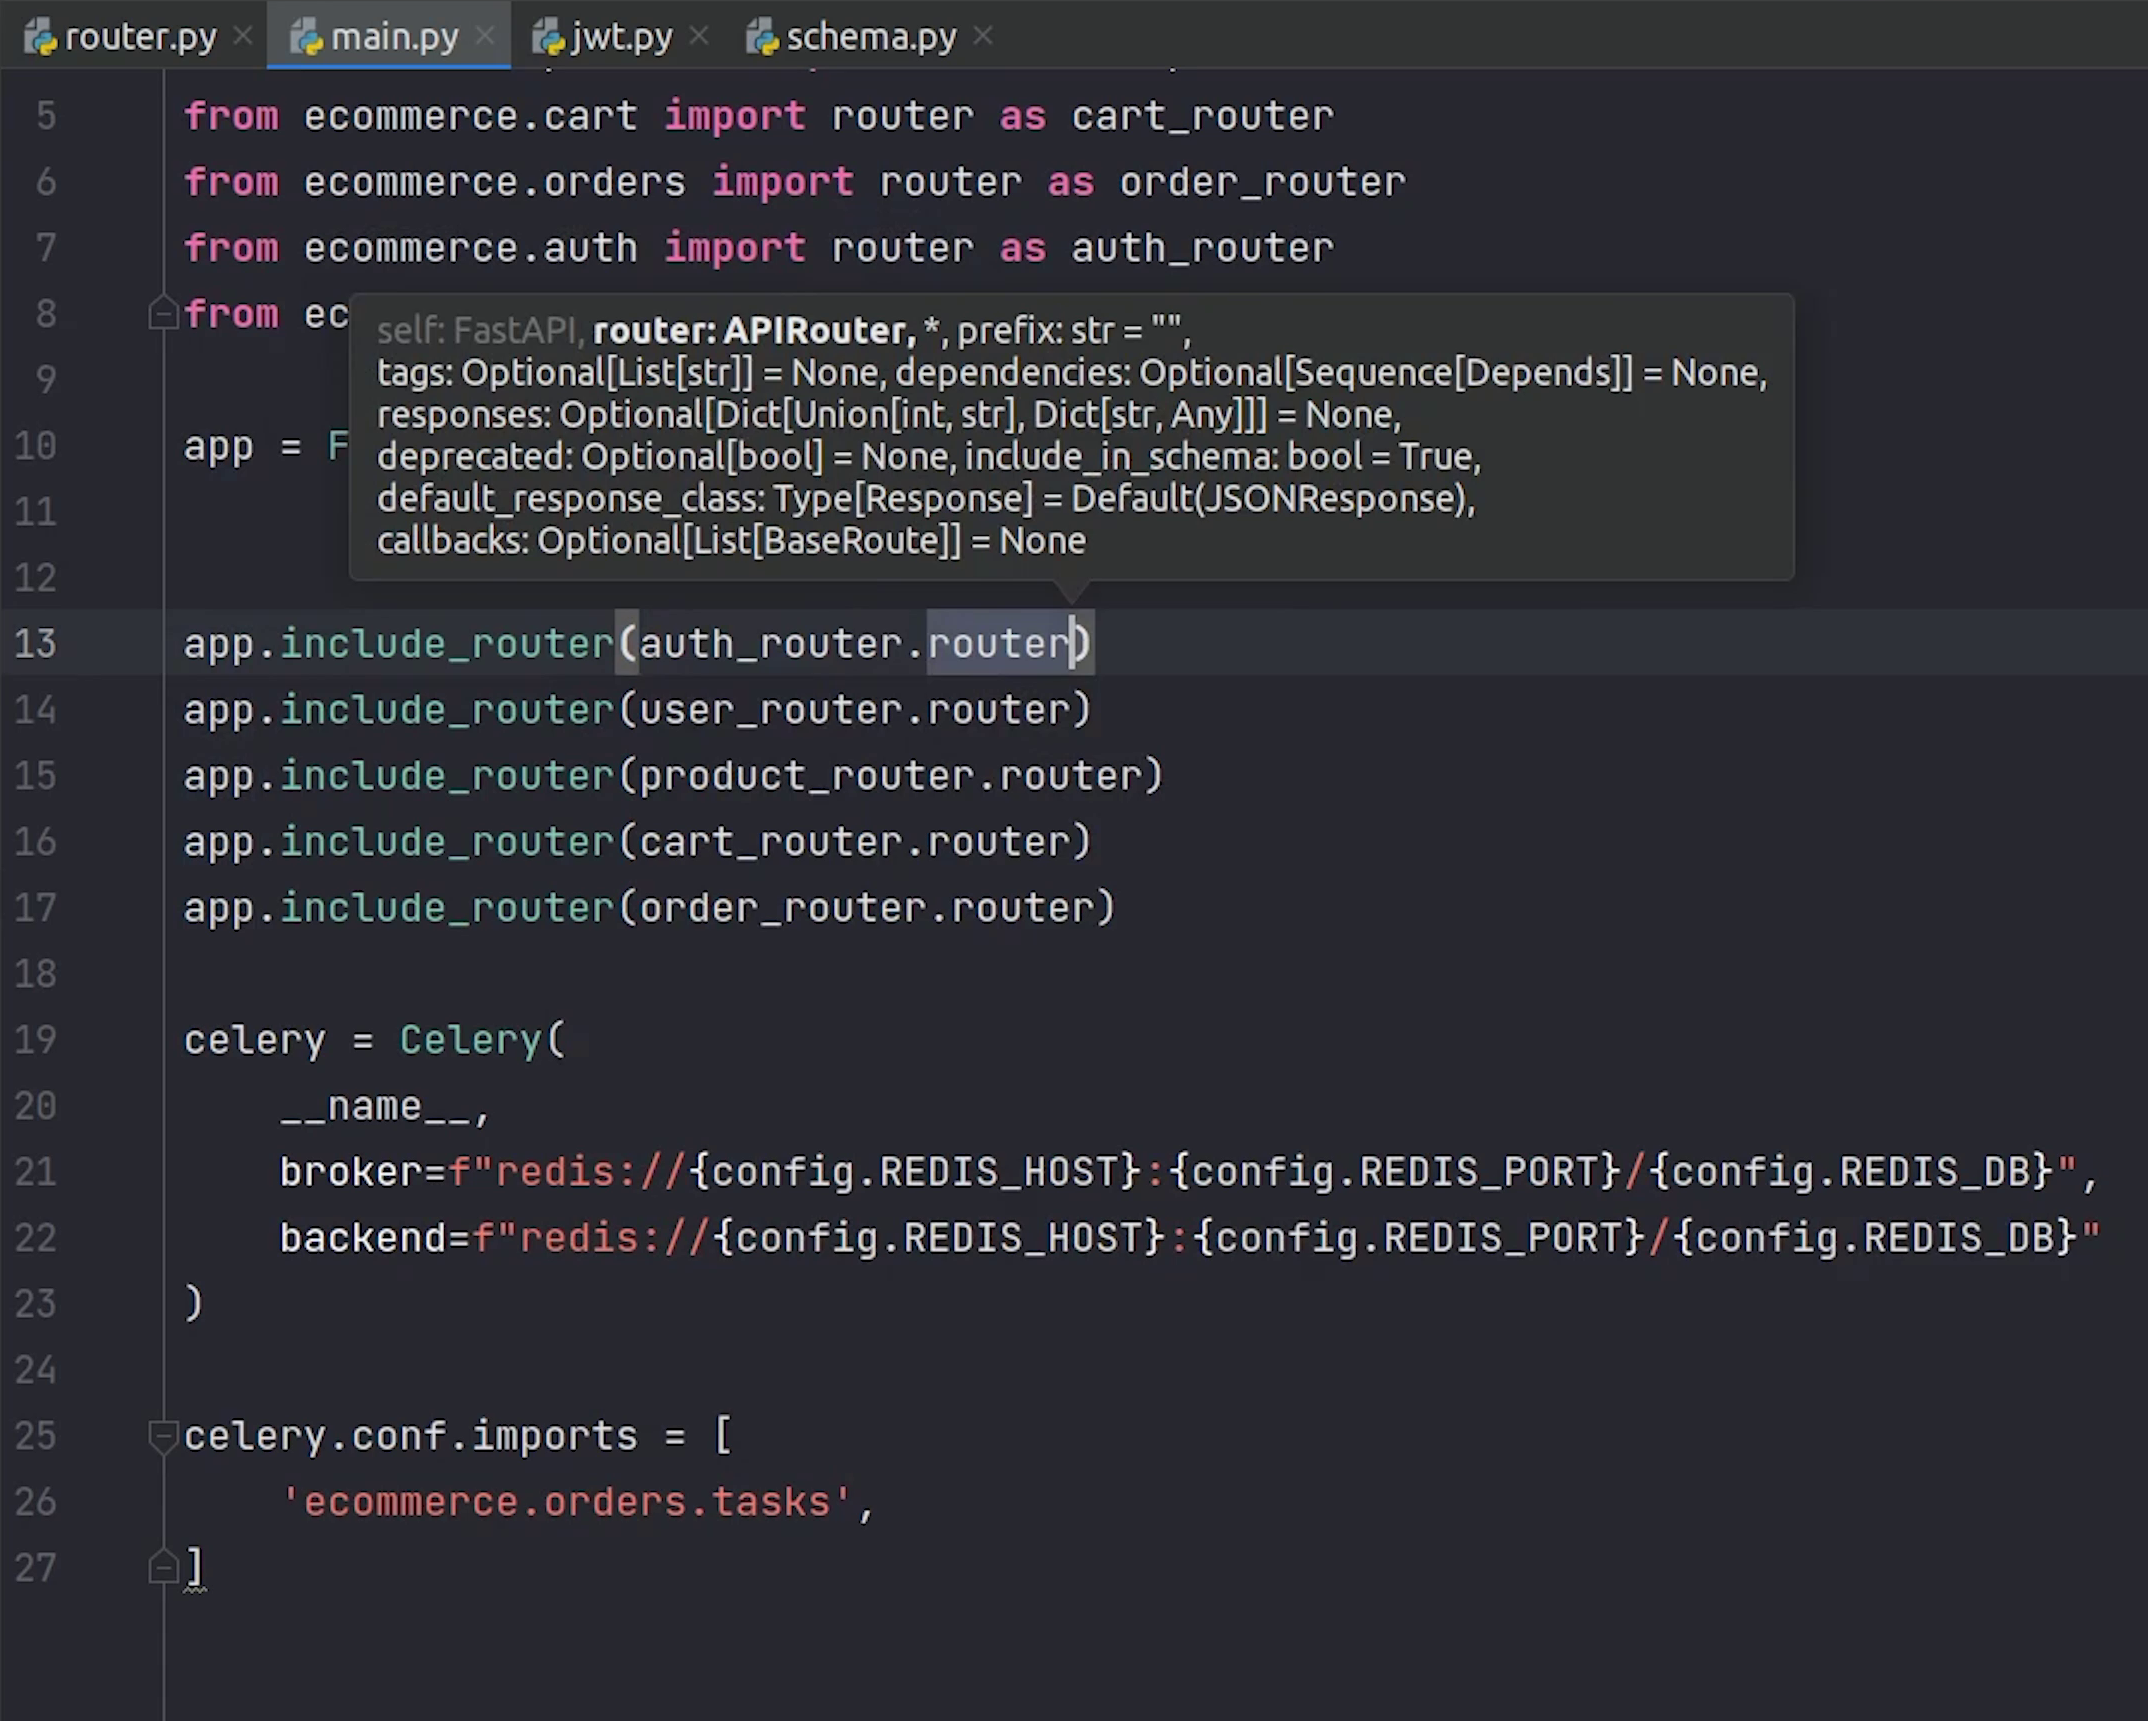 router.py main.py jwt.py schema.py
5 from ecommerce.cart import router as cart_router
6 from ecommerce.orders import router as order_router
7 from ecommerce.auth import router as auth_router
8 from ec
self: FastAPI, router: APIRouter, *, prefix: str = "",
tags: Optional[List[str]] = None, dependencies: Optional[Sequence[Depends]] = None,
responses: Optional[Dict[Union[int, str], Dict[str, Any]]] = None,
deprecated: Optional[bool] = None, include_in_schema: bool = True,
default_response_class: Type[Response] = Default(JSONResponse),
callbacks: Optional[List[BaseRoute]] = None
9
10 app = F
11
12
13 app.include_router(auth_router.router)
14 app.include_router(user_router.router)
15 app.include_router(product_router.router)
16 app.include_router(cart_router.router)
17 app.include_router(order_router.router)
18
19 celery = Celery(
20     __name__,
21     broker=f"redis://{config.REDIS_HOST}:{config.REDIS_PORT}/{config.REDIS_DB}",
22     backend=f"redis://{config.REDIS_HOST}:{config.REDIS_PORT}/{config.REDIS_DB}"
23 )
24
25 celery.conf.imports = [
26     'ecommerce.orders.tasks',
27 ]